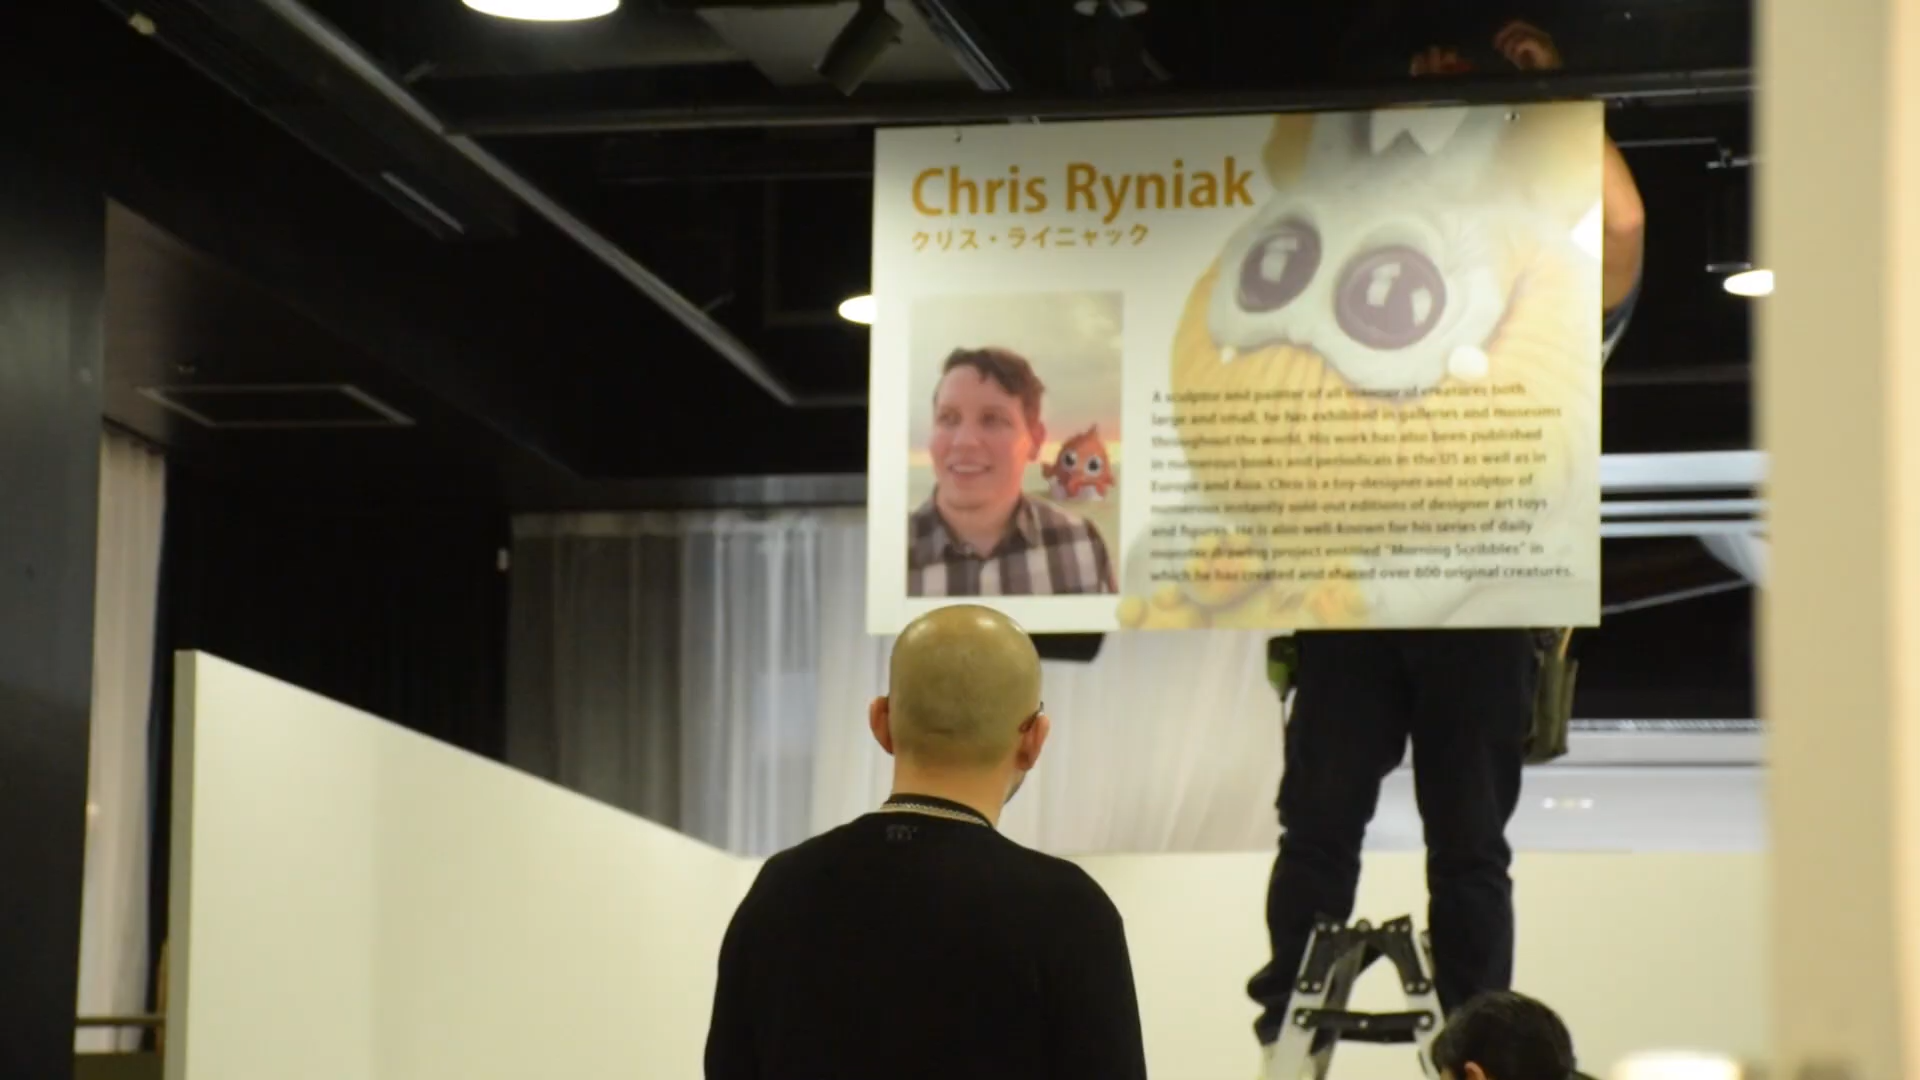 Chris Ryniak
クリス・ライニャック
A sculptor and painter of all manner of creatures both
large and small, he has exhibited in galleries and museums
throughout the world. His work has also been published
in numerous books and periodicals in the US as well as in
Europe and Asia. Chris is a toy-designer and sculptor of
numerous instantly sold-out editions of designer art toys
and figures. He is also well-known for his series of daily
monster drawing project entitled "Morning Scribbles" in
which he has created and shared over 800 original creatures.